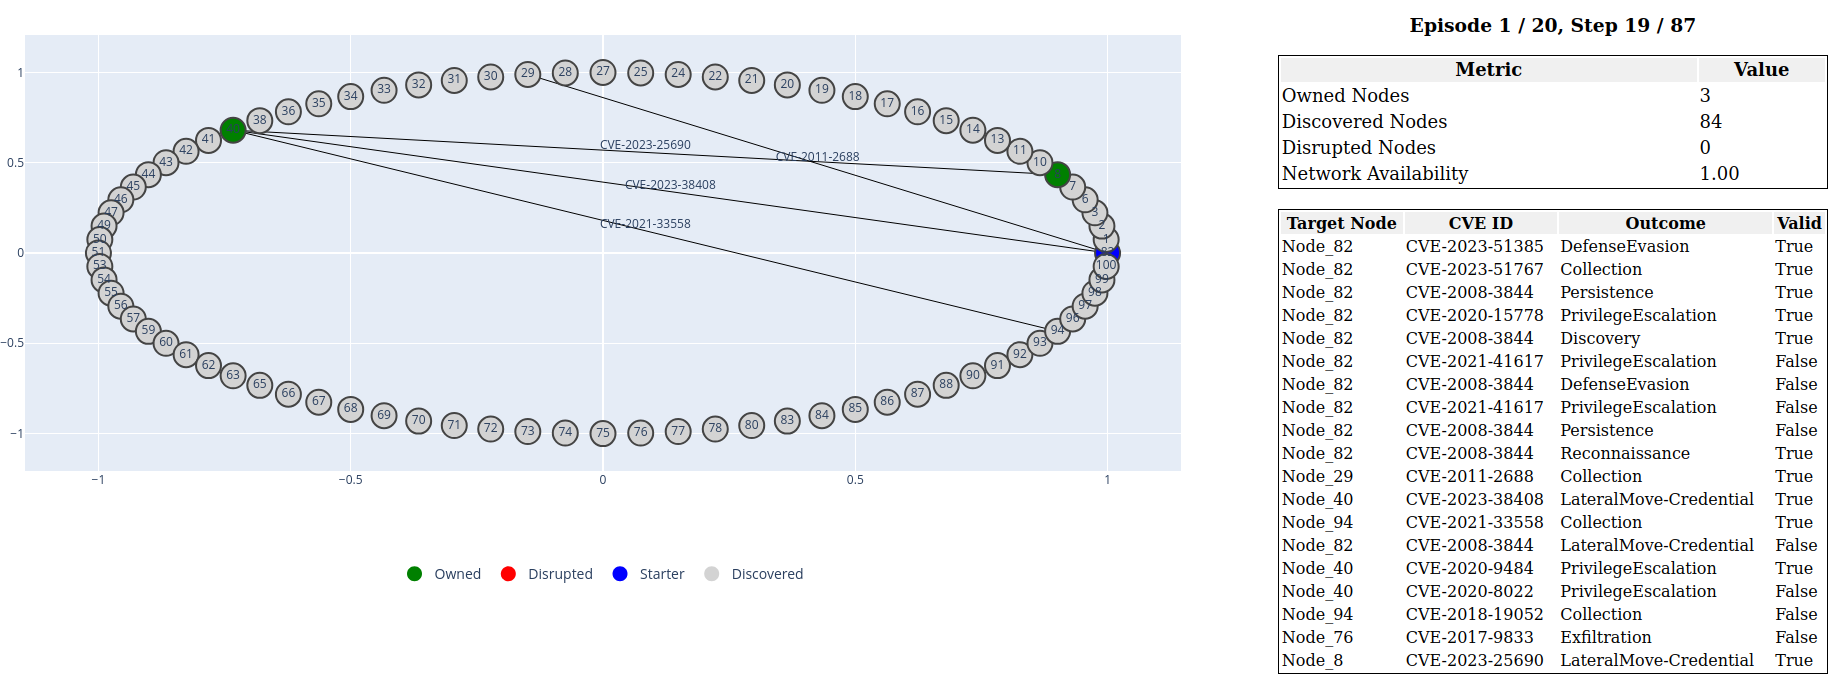 Episode 1 / 20, Step 19 / 87
Metric Value
Owned Nodes 3
Discovered Nodes 84
Disrupted Nodes 0
Network Availability 1.00
Target Node CVE ID Outcome Valid
Node_82 CVE-2023-51385 DefenseEvasion True
Node_82 CVE-2023-51767 Collection True
Node_82 CVE-2008-3844 Persistence True
Node_82 CVE-2020-15778 PrivilegeEscalation True
Node_82 CVE-2008-3844 Discovery True
Node_82 CVE-2021-41617 PrivilegeEscalation False
Node_82 CVE-2008-3844 DefenseEvasion False
Node_82 CVE-2021-41617 PrivilegeEscalation False
Node_82 CVE-2008-3844 Persistence False
Node_82 CVE-2008-3844 Reconnaissance True
Node_29 CVE-2011-2688 Collection True
Node_40 CVE-2023-38408 LateralMove-Credential True
Node_94 CVE-2021-33558 Collection True
Node_82 CVE-2008-3844 LateralMove-Credential False
Node_40 CVE-2020-9484 PrivilegeEscalation True
Node_40 CVE-2020-8022 PrivilegeEscalation False
Node_94 CVE-2018-19052 Collection False
Node_76 CVE-2017-9833 Exfiltration False
Node_8 CVE-2023-25690 LateralMove-Credential True
1
0.5
0
−0.5
−1
−1 −0.5 0 0.5 1
CVE-2023-25690
CVE-2011-2688
CVE-2023-38408
CVE-2021-33558
82
1
2
3
6
7
8
10
11
13
14
15
16
17
18
19
20
21
22
24
25
27
28
29
30
31
32
33
34
35
36
38
40
41
42
43
44
45
46
47
49
50
51
53
54
55
56
57
59
60
61
62
63
65
66
67
68
69
70
71
72
73
74
75
76
77
78
80
83
84
85
86
87
88
90
91
92
93
94
96
97
98
99
100
Owned Disrupted Starter Discovered